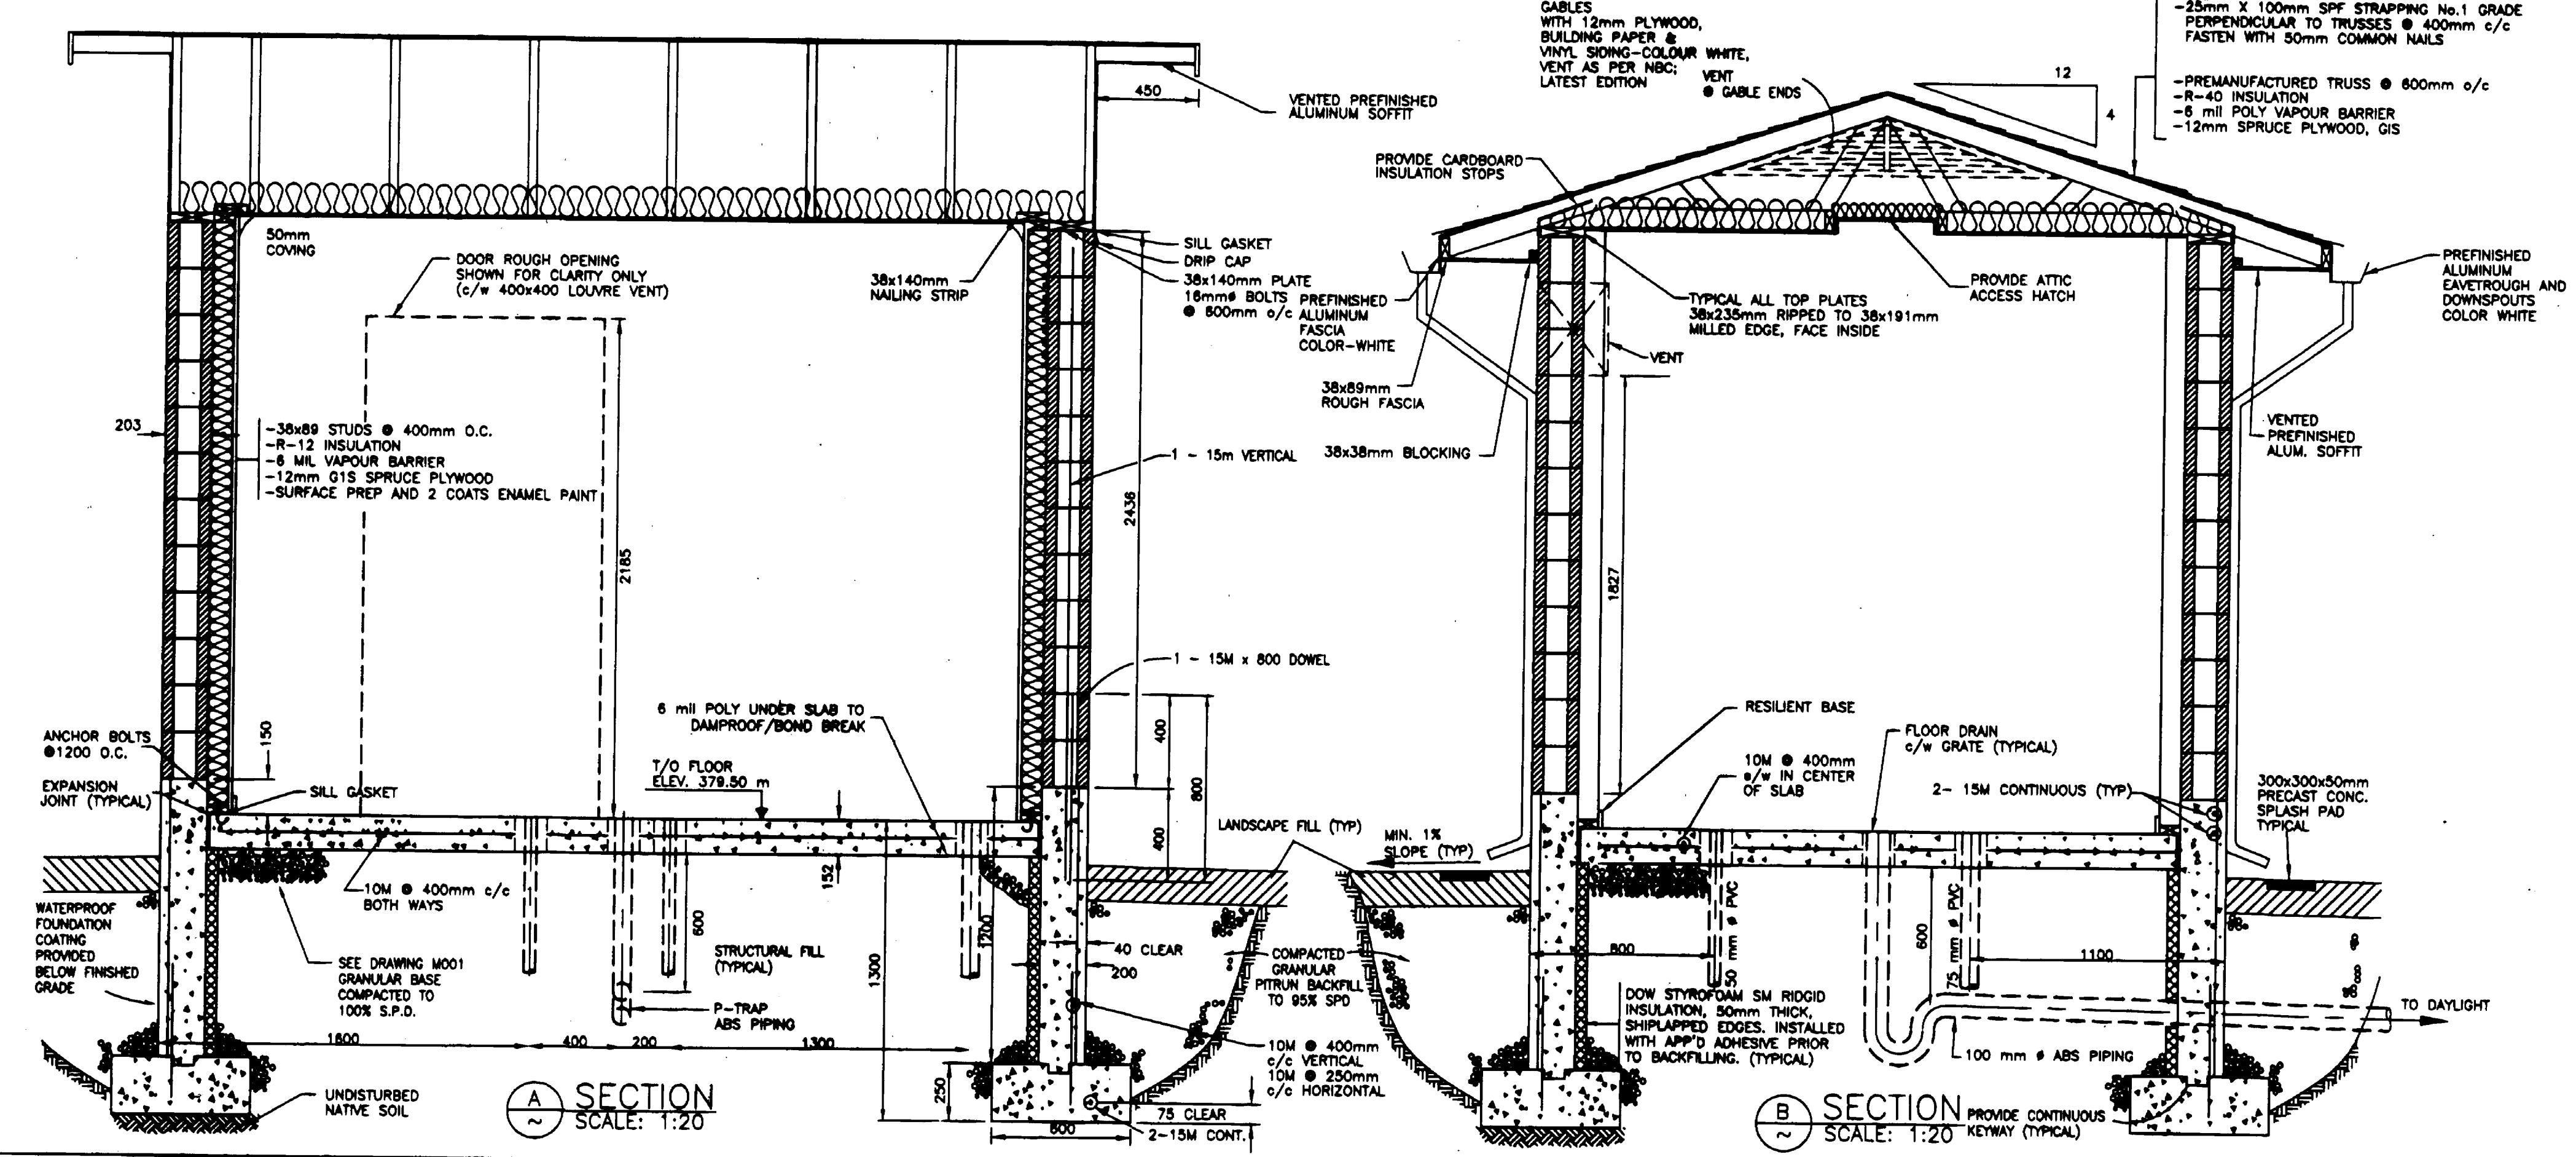 GABLES
WITH 12mm PLYWOOD,
BUILDING PAPER &
VINYL SIDING-COLOUR WHITE,
VENT AS PER NBC;
LATEST EDITION
VENT
@ GABLE ENDS
-25mm X 100mm SPF STRAPPING No.1 GRADE
PERPENDICULAR TO TRUSSES @ 400mm c/c
FASTEN WITH 50mm COMMON NAILS
-PREMANUFACTURED TRUSS @ 600mm o/c
-R-40 INSULATION
-6 mil POLY VAPOUR BARRIER
-12mm SPRUCE PLYWOOD, GIS
12
4
450
VENTED PREFINISHED
ALUMINUM SOFFIT
PROVIDE CARDBOARD
INSULATION STOPS
50mm
COVING
DOOR ROUGH OPENING
SHOWN FOR CLARITY ONLY
(c/w 400x400 LOUVRE VENT)
38x140mm
NAILING STRIP
SILL GASKET
DRIP CAP
38x140mm PLATE
16mmø BOLTS
@ 600mm o/c
PREFINISHED
ALUMINUM
FASCIA
COLOR-WHITE
38x89mm
ROUGH FASCIA
38x38mm BLOCKING
TYPICAL ALL TOP PLATES
38x235mm RIPPED TO 38x191mm
MILLED EDGE, FACE INSIDE
VENT
PROVIDE ATTIC
ACCESS HATCH
PREFINISHED
ALUMINUM
EAVETROUGH AND
DOWNSPOUTS
COLOR WHITE
VENTED
PREFINISHED
ALUM. SOFFIT
203
-38x89 STUDS @ 400mm O.C.
-R-12 INSULATION
-6 MIL VAPOUR BARRIER
-12mm G1S SPRUCE PLYWOOD
-SURFACE PREP AND 2 COATS ENAMEL PAINT
2185
1 - 15m VERTICAL
2436
1827
1 - 15M x 800 DOWEL
6 mil POLY UNDER SLAB TO
DAMPROOF/BOND BREAK
T/O FLOOR
ELEV. 379.50 m
ANCHOR BOLTS
@1200 O.C.
EXPANSION
JOINT (TYPICAL)
150
SILL GASKET
400
800
400
RESILIENT BASE
10M @ 400mm
e/w IN CENTER
OF SLAB
FLOOR DRAIN
c/w GRATE (TYPICAL)
2- 15M CONTINUOUS (TYP)
300x300x50mm
PRECAST CONC.
SPLASH PAD
TYPICAL
LANDSCAPE FILL (TYP)
MIN. 1%
SLOPE (TYP)
WATERPROOF
FOUNDATION
COATING
PROVIDED
BELOW FINISHED
GRADE
10M @ 400mm c/c
BOTH WAYS
SEE DRAWING M001
GRANULAR BASE
COMPACTED TO
100% S.P.D.
600
STRUCTURAL FILL
(TYPICAL)
P-TRAP
ABS PIPING
152
1300
1200
40 CLEAR
200
COMPACTED
GRANULAR
PITRUN BACKFILL
TO 95% SPD
800
50 mm ø PVC
600
75 mm ø PVC
1100
DOW STYROFOAM SM RIDGID
INSULATION, 50mm THICK,
SHIPLAPPED EDGES. INSTALLED
WITH APP'D ADHESIVE PRIOR
TO BACKFILLING. (TYPICAL)
TO DAYLIGHT
100 mm ø ABS PIPING
1600
400
200
1300
10M @ 400mm
c/c VERTICAL
10M @ 250mm
c/c HORIZONTAL
250
75 CLEAR
2-15M CONT.
600
UNDISTURBED
NATIVE SOIL
A
~
SECTION
SCALE: 1:20
B
~
SECTION
SCALE: 1:20
PROVIDE CONTINUOUS
KEYWAY (TYPICAL)